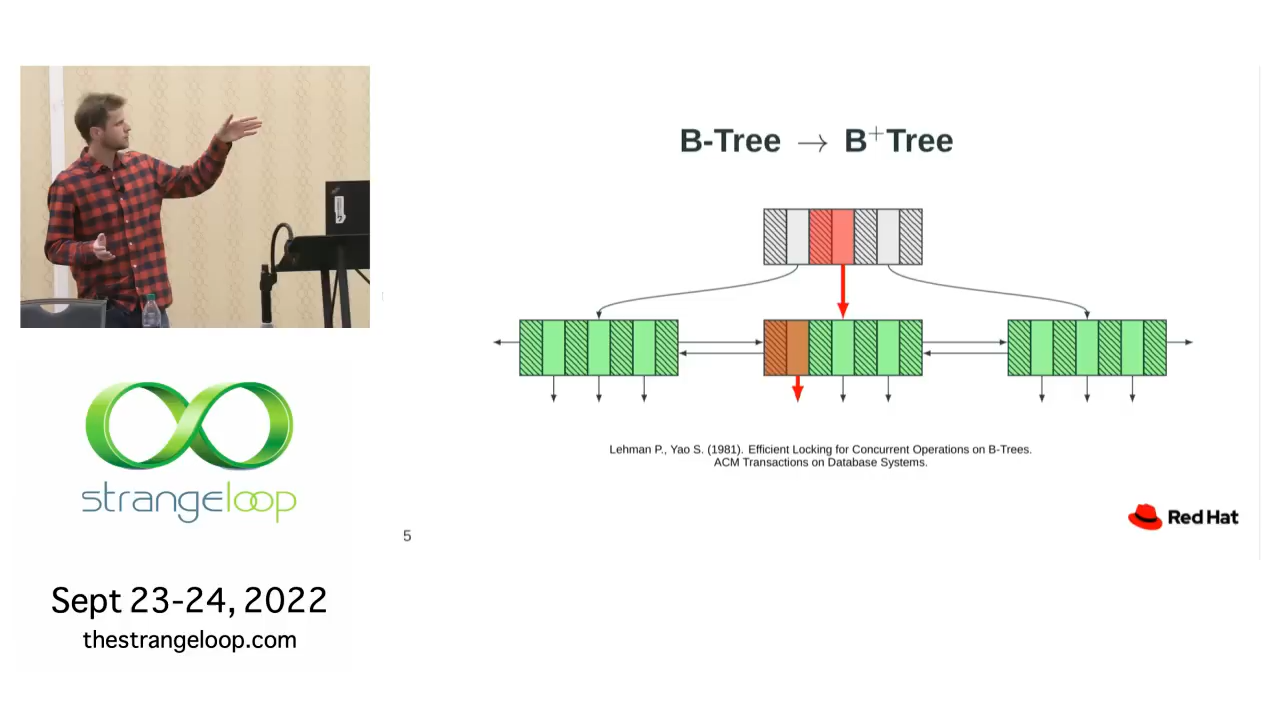 B-Tree → B+Tree
Lehman P., Yao S. (1981). Efficient Locking for Concurrent Operations on B-Trees.
ACM Transactions on Database Systems.
Red Hat
5
strangeloop
Sept 23-24, 2022
thestrangeloop.com